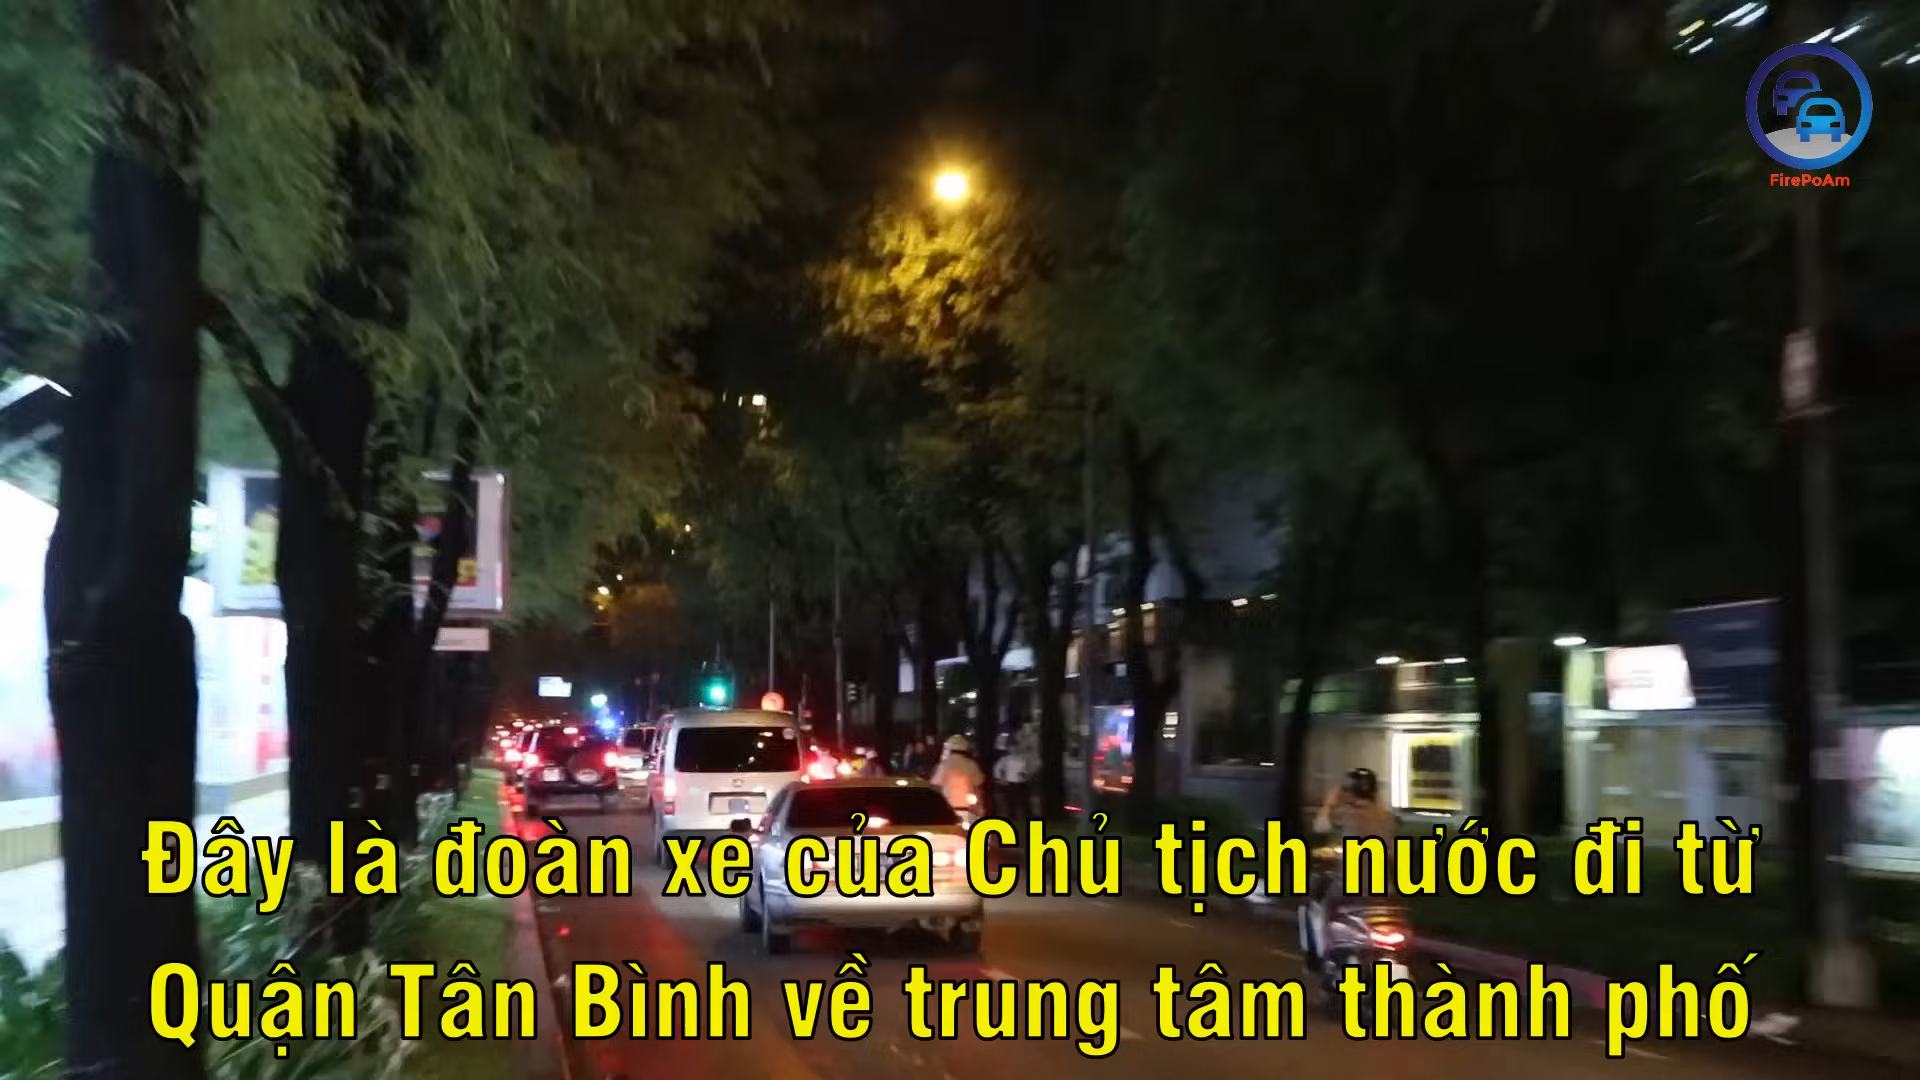 FirePoAm
Đây là đoàn xe của Chủ tịch nước đi từ
Quận Tân Bình về trung tâm thành phố